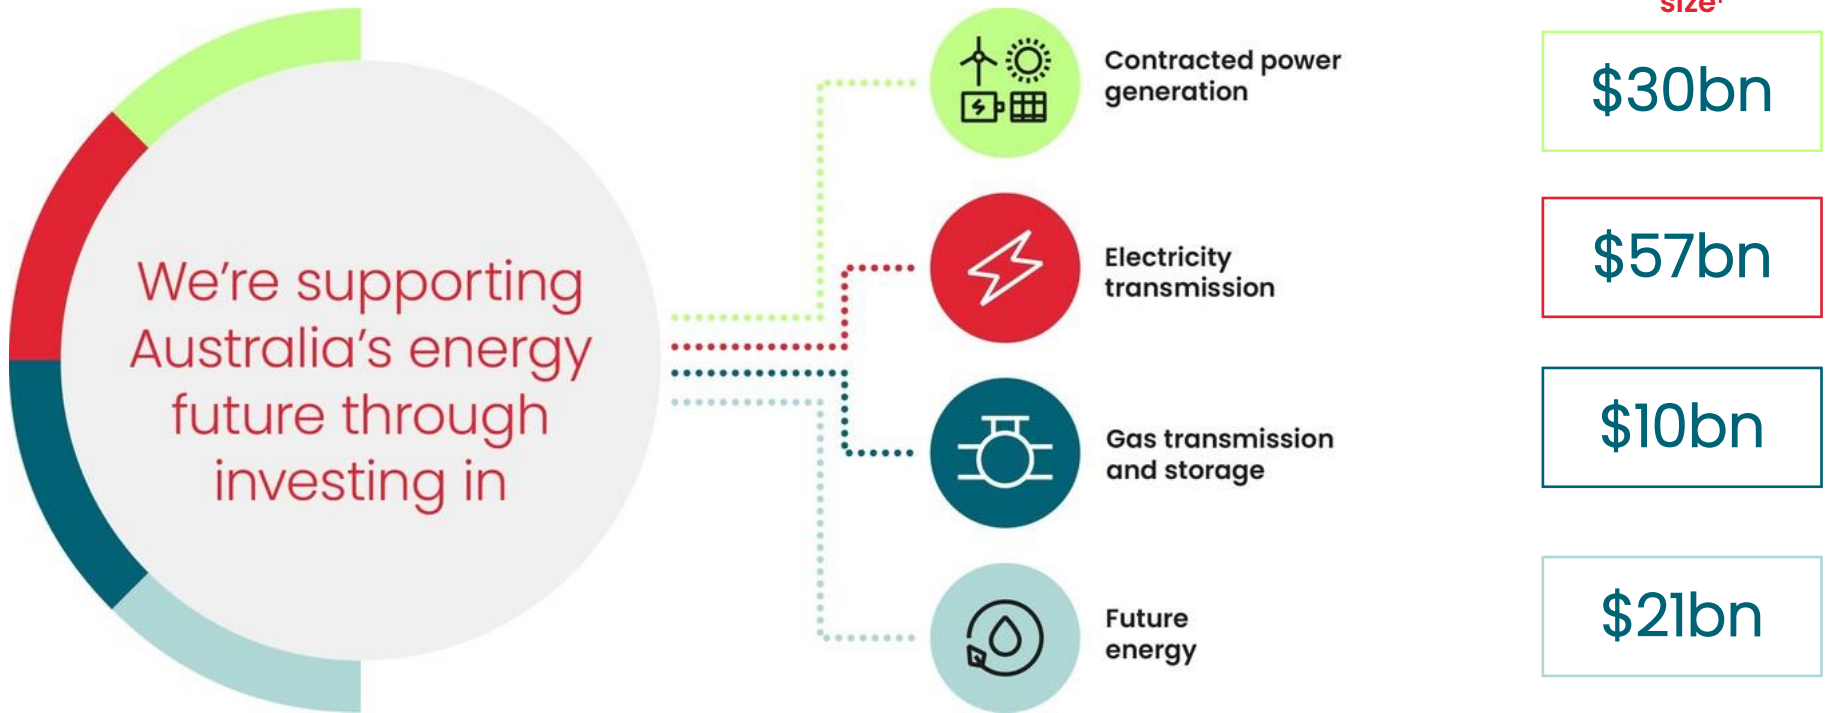 size¹
Contracted power
generation
$30bn
Electricity
transmission
$57bn
We're supporting
Australia's energy
future through
investing in
Gas transmission
and storage
$10bn
Future
energy
$21bn